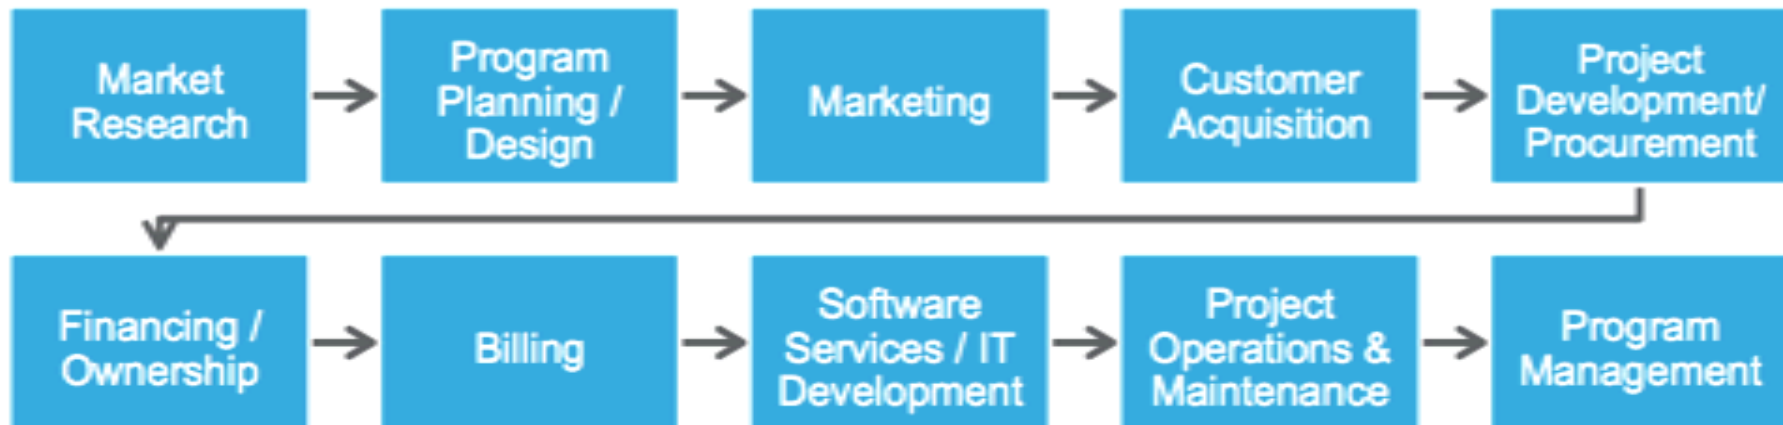 Market
Research
Program
Planning /
Design
Marketing
Customer
Acquisition
Project
Development/
Procurement
Financing /
Ownership
Billing
Software
Services / IT
Development
Project
Operations &
Maintenance
Program
Management